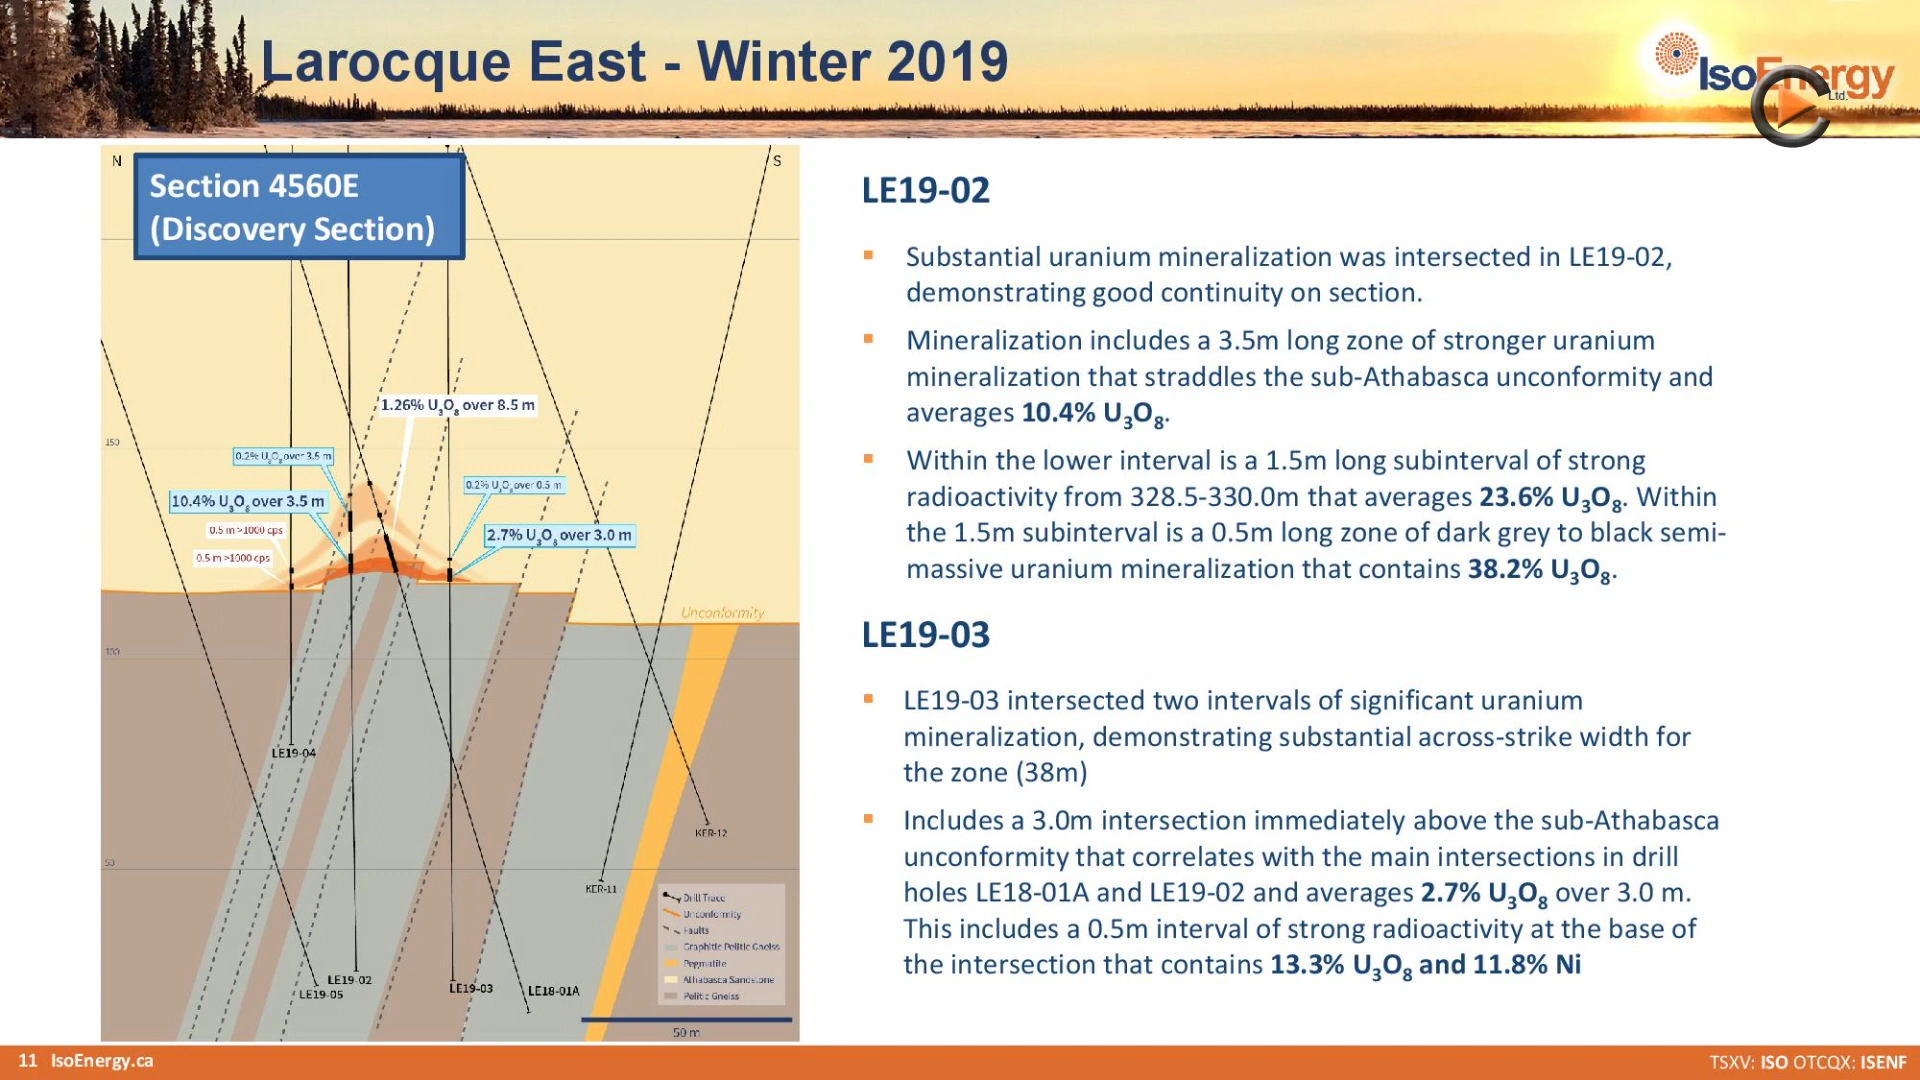 Larocque East - Winter 2019
IsoEnergy
Ltd.
N
S
Section 4560E
(Discovery Section)
1.26% U3O8 over 8.5 m
150
0.2% U3O8 over 3.5 m
0.2% U3O8 over 0.5 m
10.4% U3O8 over 3.5 m
0.5 m >1000 cps
2.7% U3O8 over 3.0 m
0.5 m >1000 cps
Unconformity
100
LE19-04
KER-12
50
KER-11
Drill Trace
Unconformity
Faults
Graphitic Pelitic Gneiss
Pegmatite
Athabasca Sandstone
Pelitic Gneiss
LE19-02
LE19-05
LE19-03
LE18-01A
50 m
LE19-02
Substantial uranium mineralization was intersected in LE19-02,
demonstrating good continuity on section.
Mineralization includes a 3.5m long zone of stronger uranium
mineralization that straddles the sub-Athabasca unconformity and
averages 10.4% U3O8.
Within the lower interval is a 1.5m long subinterval of strong
radioactivity from 328.5-330.0m that averages 23.6% U3O8. Within
the 1.5m subinterval is a 0.5m long zone of dark grey to black semi-
massive uranium mineralization that contains 38.2% U3O8.
LE19-03
LE19-03 intersected two intervals of significant uranium
mineralization, demonstrating substantial across-strike width for
the zone (38m)
Includes a 3.0m intersection immediately above the sub-Athabasca
unconformity that correlates with the main intersections in drill
holes LE18-01A and LE19-02 and averages 2.7% U3O8 over 3.0 m.
This includes a 0.5m interval of strong radioactivity at the base of
the intersection that contains 13.3% U3O8 and 11.8% Ni
11 IsoEnergy.ca
TSXV: ISO OTCQX: ISENF